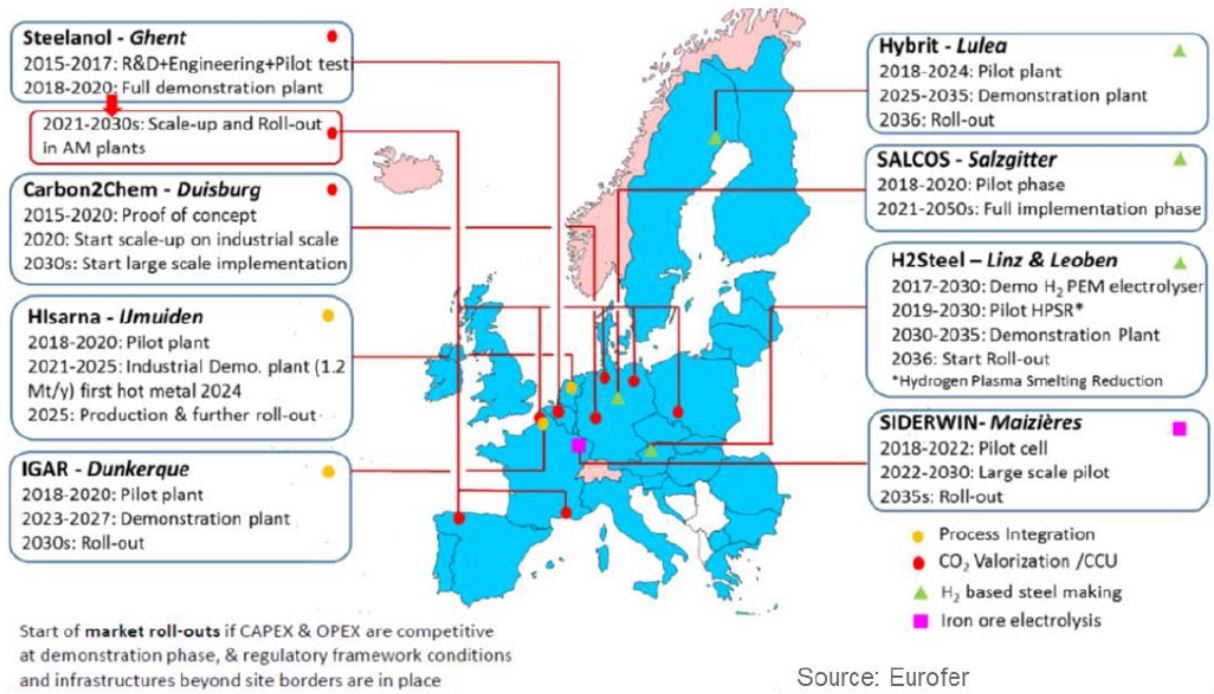 Steelanol - Ghent
2015-2017: R&D+Engineering+Pilot test
2018-2020: Full demonstration plant
2021-2030s: Scale-up and Roll-out
in AM plants
Carbon2Chem - Duisburg
2015-2020: Proof of concept
2020: Start scale-up on industrial scale
2030s: Start large scale implementation
HIsarna - IJmuiden
2018-2020: Pilot plant
2021-2025: Industrial Demo. plant (1.2
Mt/y) first hot metal 2024
2025: Production & further roll-out
IGAR - Dunkerque
2018-2020: Pilot plant
2023-2027: Demonstration plant
2030s: Roll-out
Start of market roll-outs if CAPEX & OPEX are competitive
at demonstration phase, & regulatory framework conditions
and infrastructures beyond site borders are in place
Hybrit - Lulea
2018-2024: Pilot plant
2025-2035: Demonstration plant
2036: Roll-out
SALCOS - Salzgitter
2018-2020: Pilot phase
2021-2050s: Full implementation phase
H2Steel – Linz & Leoben
2017-2030: Demo H₂ PEM electrolyser
2019-2030: Pilot HPSR*
2030-2035: Demonstration Plant
2036: Start Roll-out
*Hydrogen Plasma Smelting Reduction
SIDERWIN- Maizières
2018-2022: Pilot cell
2022-2030: Large scale pilot
2035s: Roll-out
Process Integration
CO₂ Valorization /CCU
H₂ based steel making
Iron ore electrolysis
Source: Eurofer